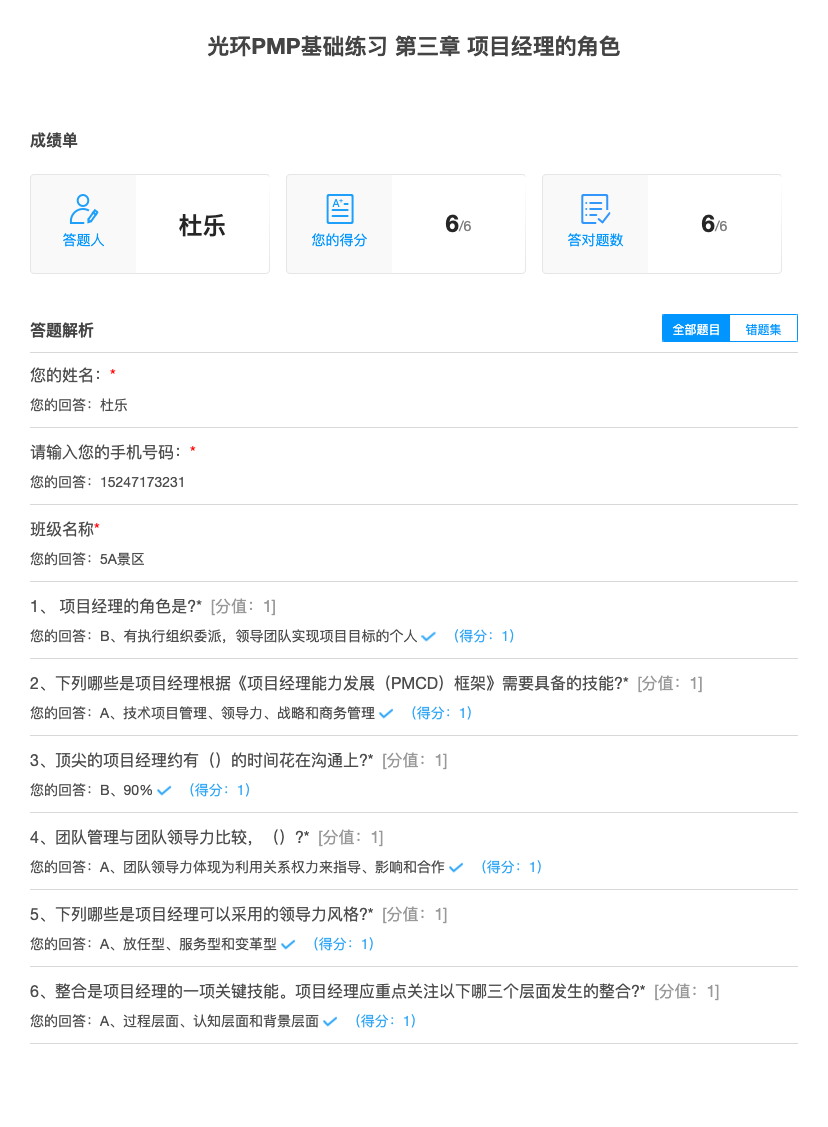 光环PMP基础练习 第三章 项目经理的角色
成绩单
答题人
杜乐
您的得分
6/6
答对题数
6/6
答题解析
全部题目
错题集
您的姓名：*
您的回答：杜乐
请输入您的手机号码：*
您的回答：15247173231
班级名称*
您的回答：5A景区
1、 项目经理的角色是?* [分值：1]
您的回答：B、有执行组织委派，领导团队实现项目目标的个人 （得分：1）
2、下列哪些是项目经理根据《项目经理能力发展（PMCD）框架》需要具备的技能?* [分值：1]
您的回答：A、技术项目管理、领导力、战略和商务管理 （得分：1）
3、顶尖的项目经理约有（）的时间花在沟通上?* [分值：1]
您的回答：B、90% （得分：1）
4、团队管理与团队领导力比较，（）?* [分值：1]
您的回答：A、团队领导力体现为利用关系权力来指导、影响和合作 （得分：1）
5、下列哪些是项目经理可以采用的领导力风格?* [分值：1]
您的回答：A、放任型、服务型和变革型 （得分：1）
6、整合是项目经理的一项关键技能。项目经理应重点关注以下哪三个层面发生的整合?* [分值：1]
您的回答：A、过程层面、认知层面和背景层面 （得分：1）